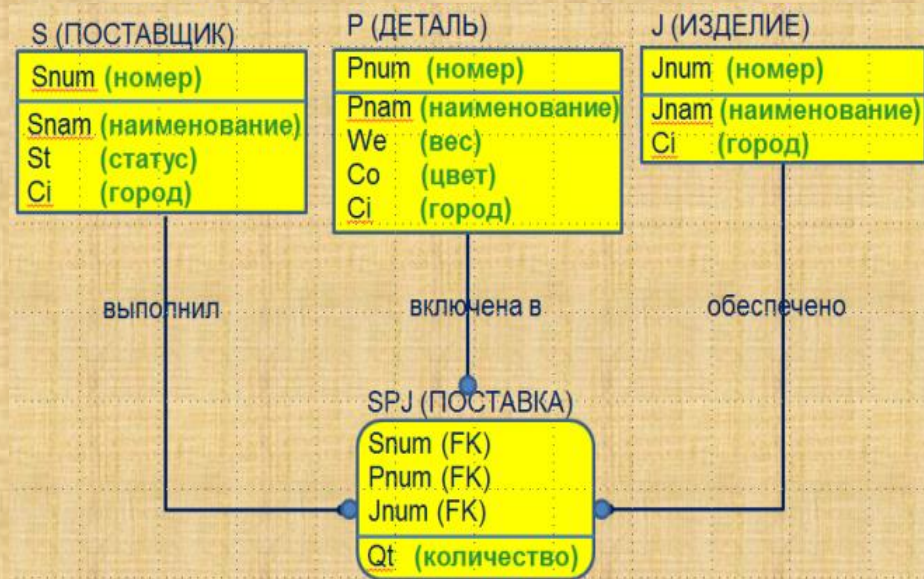 S (ПОСТАВЩИК)
Snum (номер)
Snam (наименование)
St (статус)
Ci (город)
P (ДЕТАЛЬ)
Pnum (номер)
Pnam (наименование)
We (вес)
Co (цвет)
Ci (город)
J (ИЗДЕЛИЕ)
Jnum (номер)
Jnam (наименование)
Ci (город)
выполнил
включена в
обеспечено
SPJ (ПОСТАВКА)
Snum (FK)
Pnum (FK)
Jnum (FK)
Qt (количество)